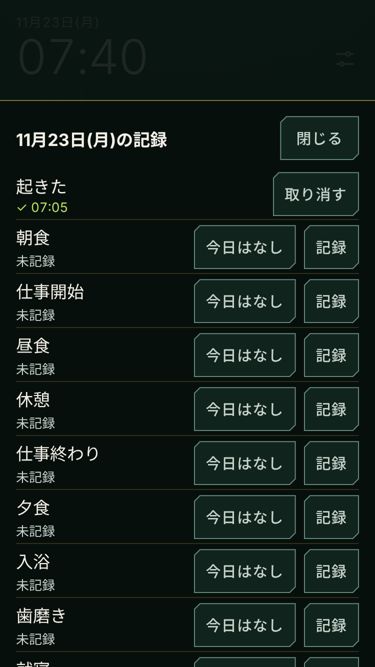 11月23日(月)
07:40
11月23日(月)の記録
閉じる
起きた
✓ 07:05
取り消す
朝食
未記録
今日はなし
記録
仕事開始
未記録
今日はなし
記録
昼食
未記録
今日はなし
記録
休憩
未記録
今日はなし
記録
仕事終わり
未記録
今日はなし
記録
夕食
未記録
今日はなし
記録
入浴
未記録
今日はなし
記録
歯磨き
未記録
今日はなし
記録